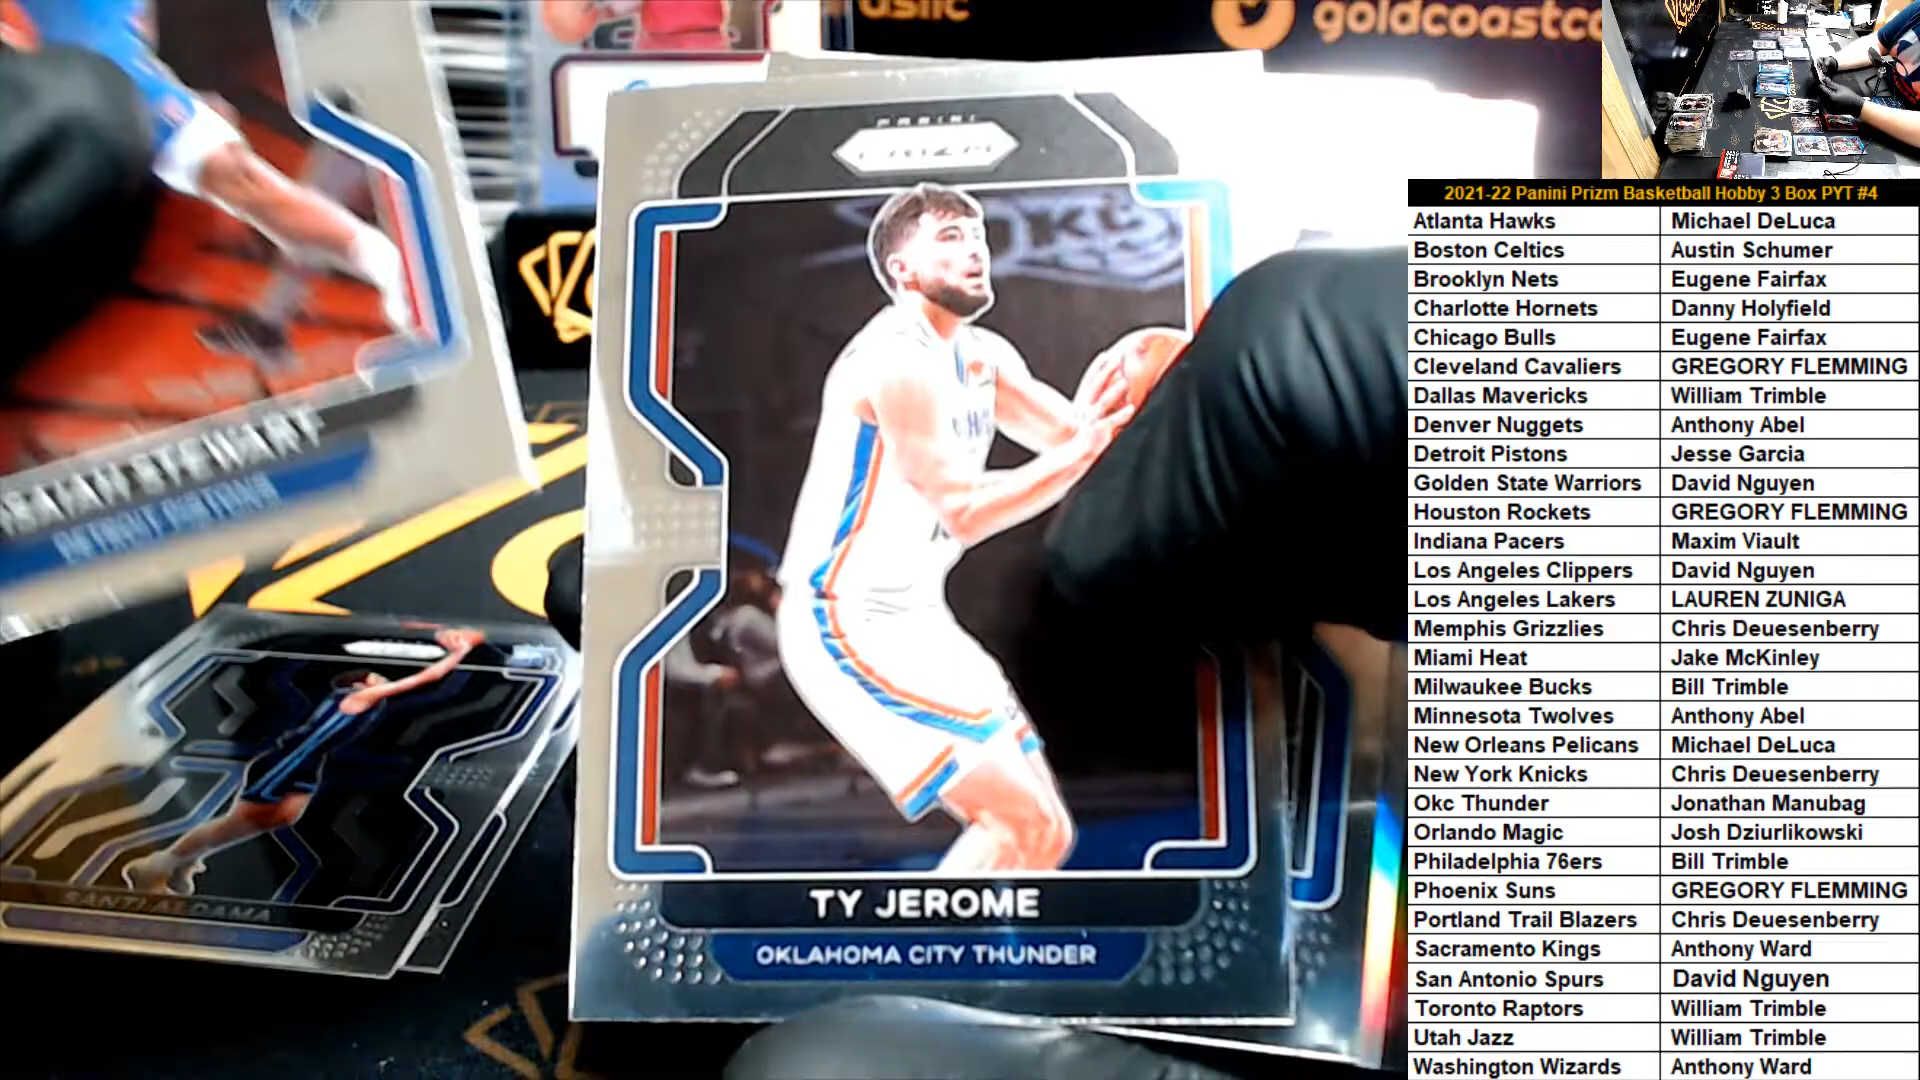 goldcoastc
PANINI
PRIZM
ISAIAH STEWART
DETROIT PISTONS
SANTI ALDAMA
TY JEROME
OKLAHOMA CITY THUNDER
2021-22 Panini Prizm Basketball Hobby 3 Box PYT #4
Atlanta Hawks Michael DeLuca
Boston Celtics Austin Schumer
Brooklyn Nets Eugene Fairfax
Charlotte Hornets Danny Holyfield
Chicago Bulls Eugene Fairfax
Cleveland Cavaliers GREGORY FLEMMING
Dallas Mavericks William Trimble
Denver Nuggets Anthony Abel
Detroit Pistons Jesse Garcia
Golden State Warriors David Nguyen
Houston Rockets GREGORY FLEMMING
Indiana Pacers Maxim Viault
Los Angeles Clippers David Nguyen
Los Angeles Lakers LAUREN ZUNIGA
Memphis Grizzlies Chris Deuesenberry
Miami Heat Jake McKinley
Milwaukee Bucks Bill Trimble
Minnesota Twolves Anthony Abel
New Orleans Pelicans Michael DeLuca
New York Knicks Chris Deuesenberry
Okc Thunder Jonathan Manubag
Orlando Magic Josh Dziurlikowski
Philadelphia 76ers Bill Trimble
Phoenix Suns GREGORY FLEMMING
Portland Trail Blazers Chris Deuesenberry
Sacramento Kings Anthony Ward
San Antonio Spurs David Nguyen
Toronto Raptors William Trimble
Utah Jazz William Trimble
Washington Wizards Anthony Ward